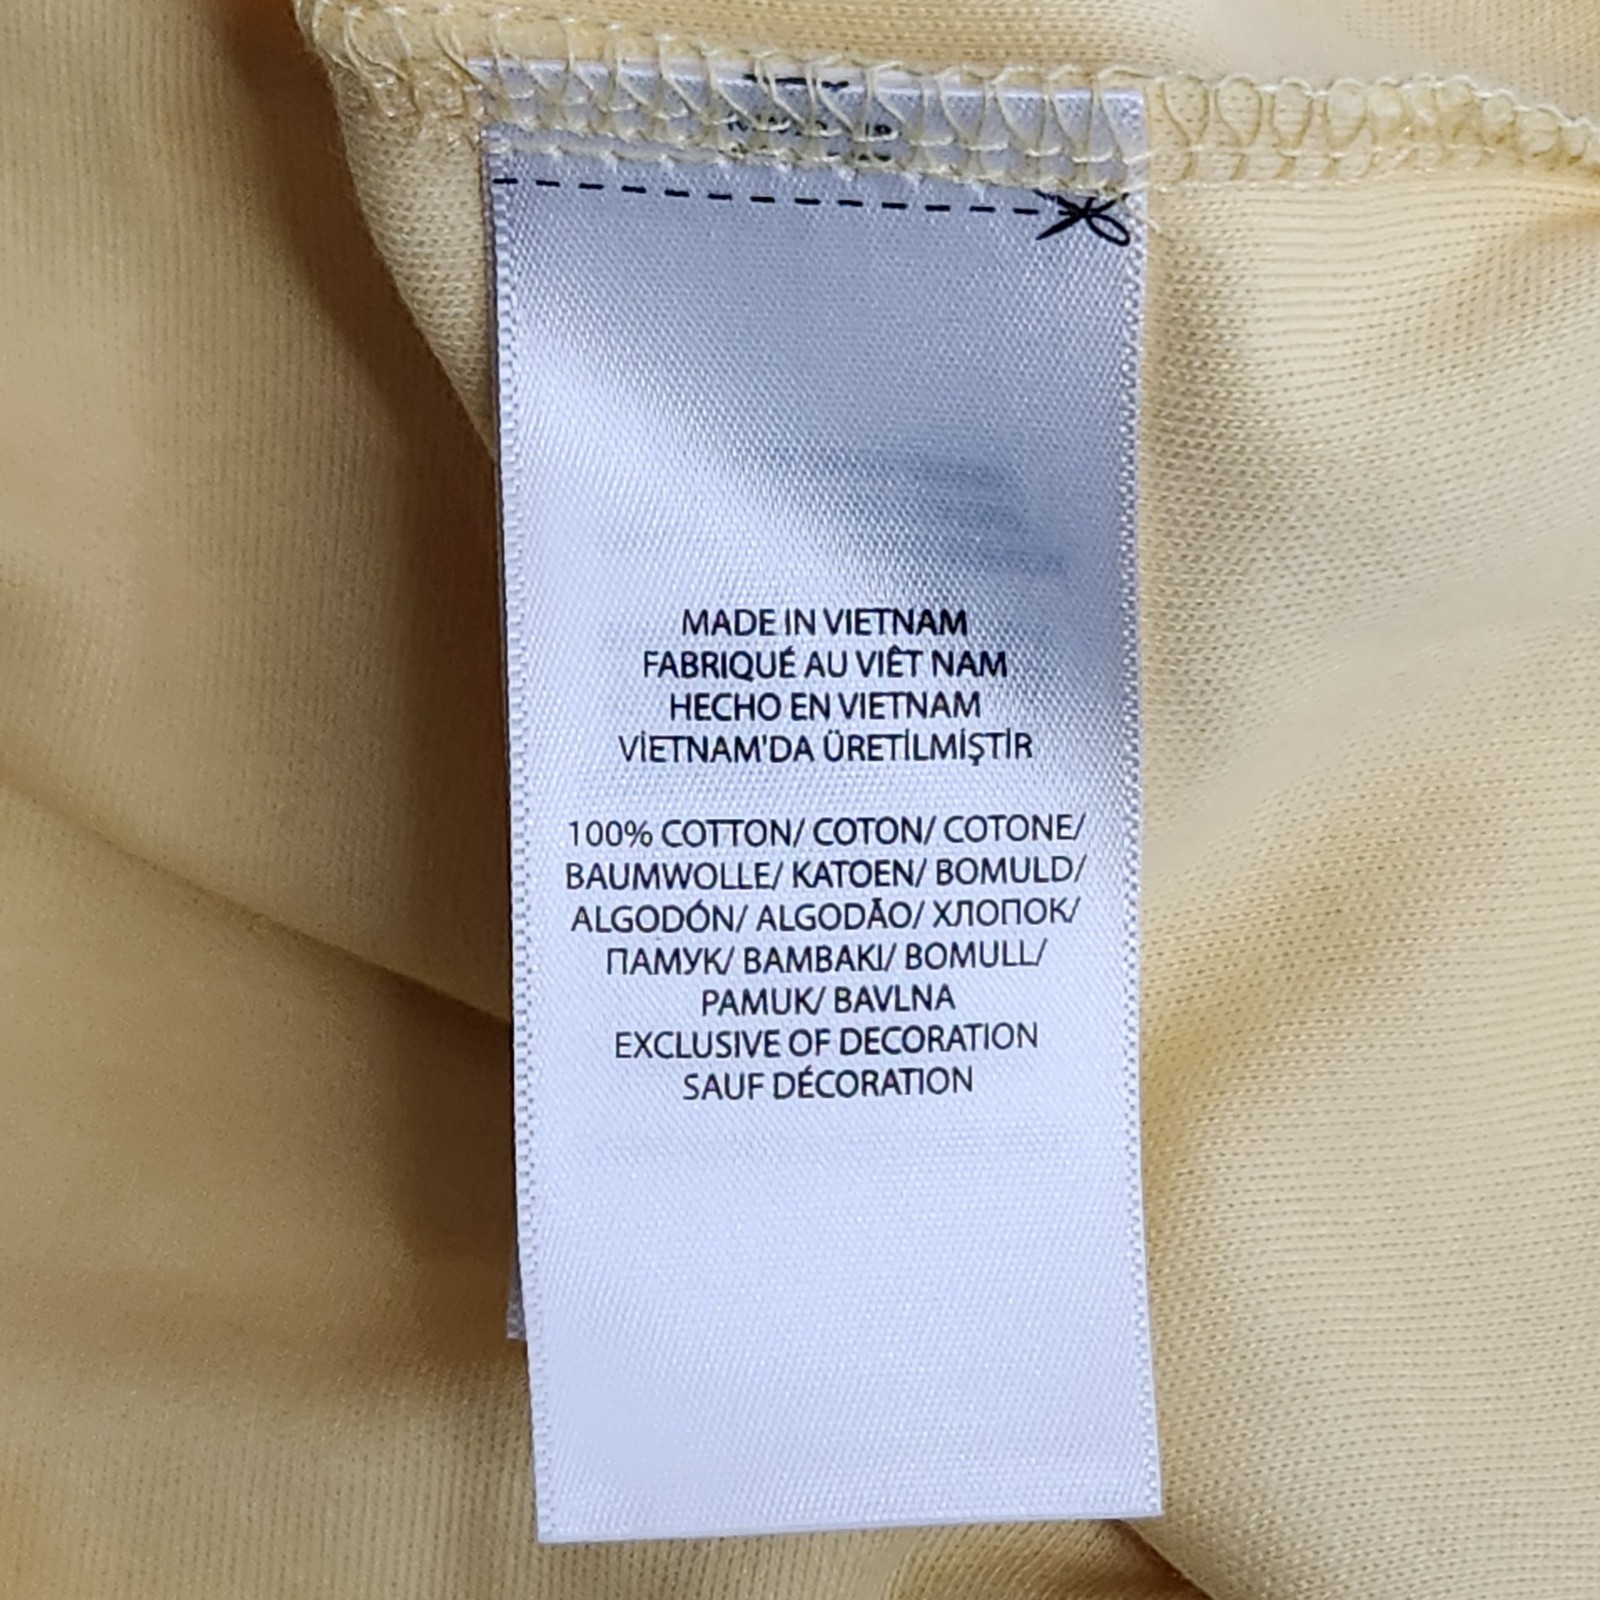 MADE IN VIETNAM
FABRIQUÉ AU VIÊT NAM
HECHO EN VIETNAM
VİETNAM'DA ÜRETİLMİŞTİR
100% COTTON/ COTON/ COTONE/
BAUMWOLLE/ KATOEN/ BOMULD/
ALGODÓN/ ALGODÃO/ ХЛОПОК/
ПАМУК/ BAMBAKI/ BOMULL/
PAMUK/ BAVLNA
EXCLUSIVE OF DECORATION
SAUF DÉCORATION